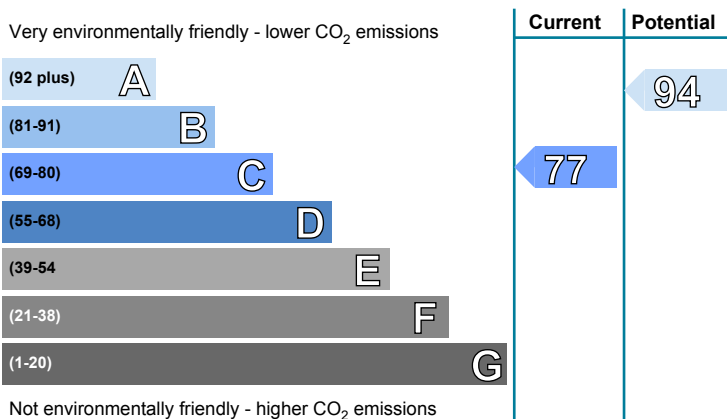 Current Potential
Very environmentally friendly - lower CO2 emissions
(92 plus) A 94
(81-91) B
(69-80) C 77
(55-68) D
(39-54 E
(21-38) F
(1-20) G
Not environmentally friendly - higher CO2 emissions